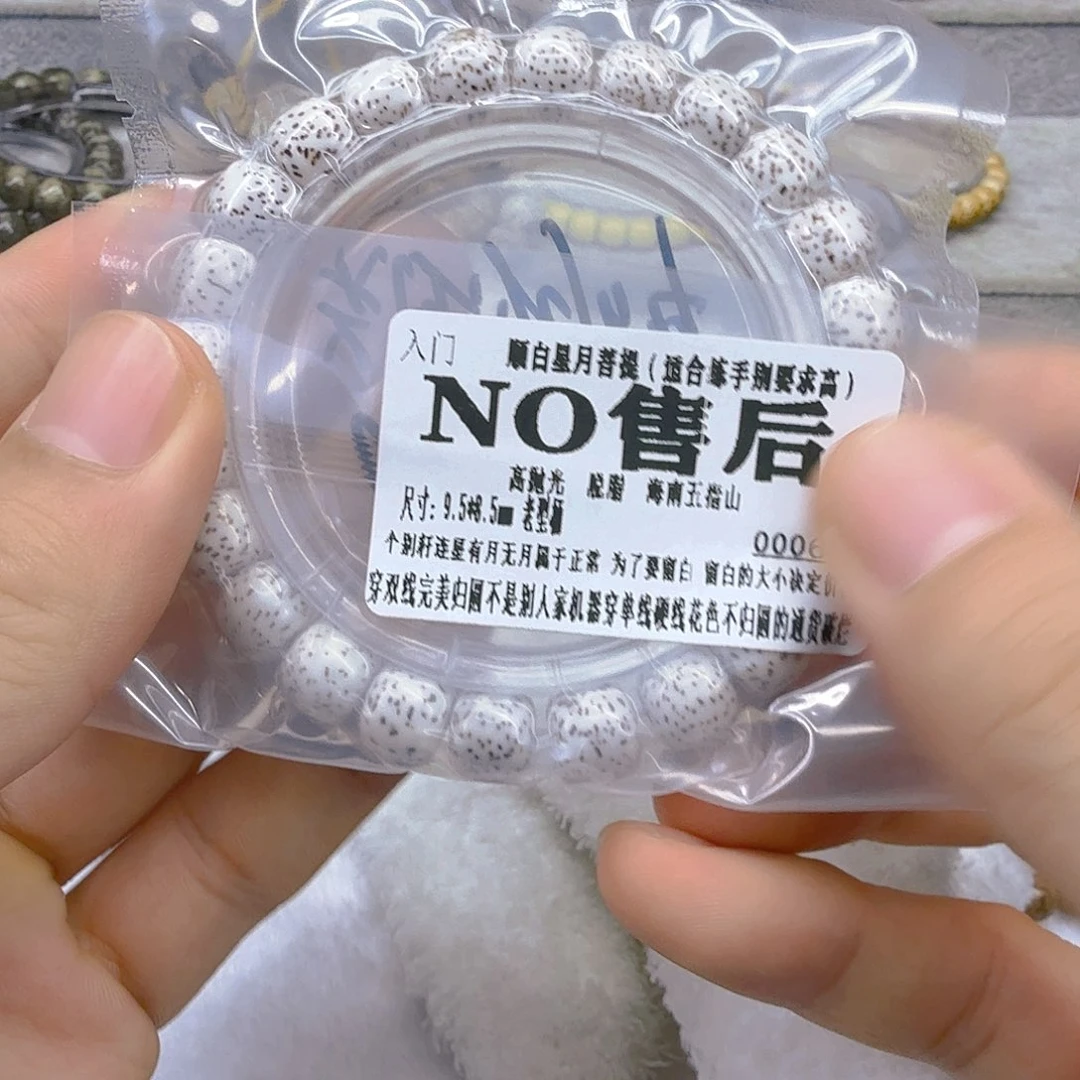 入门 顺白星月菩提（适合练手别要求高）
NO售后
高抛光 脱脂 海南五指山
尺寸：9.5*8.5mm 老型桶
0006
个别杆连星有月无月属于正常 为了要窗白 窗白的大小决定
穿双线完美归圆不是别人家机器穿单线硬线花色不归圆的通货